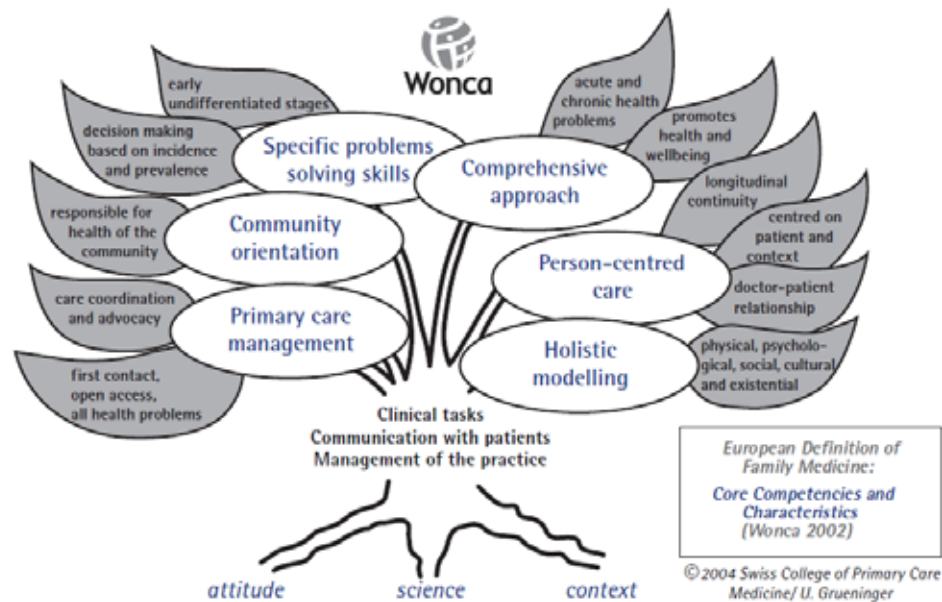 Wonca
early
undifferentiated stages
decision making
based on incidence
and prevalence
responsible for
health of the
community
care coordination
and advocacy
first contact,
open access,
all health problems
Specific problems
solving skills
Community
orientation
Primary care
management
Comprehensive
approach
Person-centred
care
Holistic
modelling
acute and
chronic health
problems
promotes
health and
wellbeing
longitudinal
continuity
centred on
patient and
context
doctor-patient
relationship
physical, psycholo-
gical, social, cultural
and existential
Clinical tasks
Communication with patients
Management of the practice
attitude
science
context
European Definition of
Family Medicine:
Core Competencies and
Characteristics
(Wonca 2002)
©2004 Swiss College of Primary Care
Medicine/ U. Grueninger